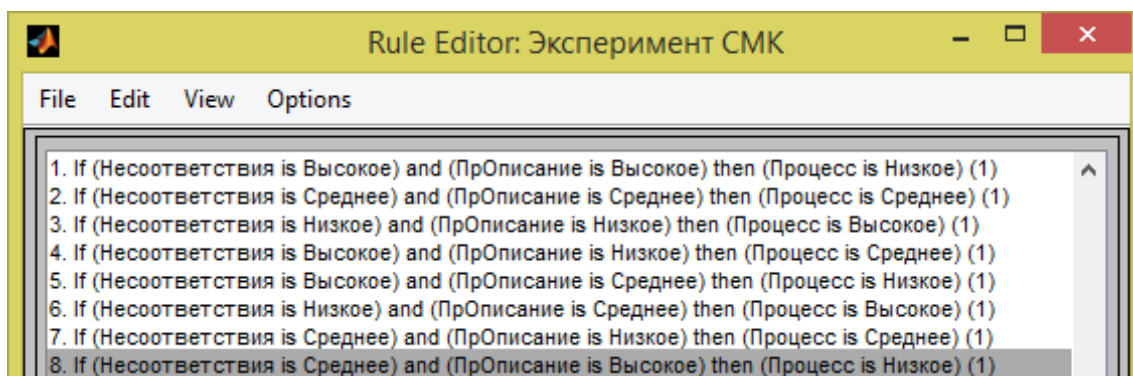 Rule Editor: Эксперимент СМК
File Edit View Options
1. If (Несоответствия is Высокое) and (ПрОписание is Высокое) then (Процесс is Низкое) (1)
2. If (Несоответствия is Среднее) and (ПрОписание is Среднее) then (Процесс is Среднее) (1)
3. If (Несоответствия is Низкое) and (ПрОписание is Низкое) then (Процесс is Высокое) (1)
4. If (Несоответствия is Высокое) and (ПрОписание is Низкое) then (Процесс is Среднее) (1)
5. If (Несоответствия is Высокое) and (ПрОписание is Среднее) then (Процесс is Низкое) (1)
6. If (Несоответствия is Низкое) and (ПрОписание is Среднее) then (Процесс is Высокое) (1)
7. If (Несоответствия is Среднее) and (ПрОписание is Низкое) then (Процесс is Среднее) (1)
8. If (Несоответствия is Среднее) and (ПрОписание is Высокое) then (Процесс is Низкое) (1)